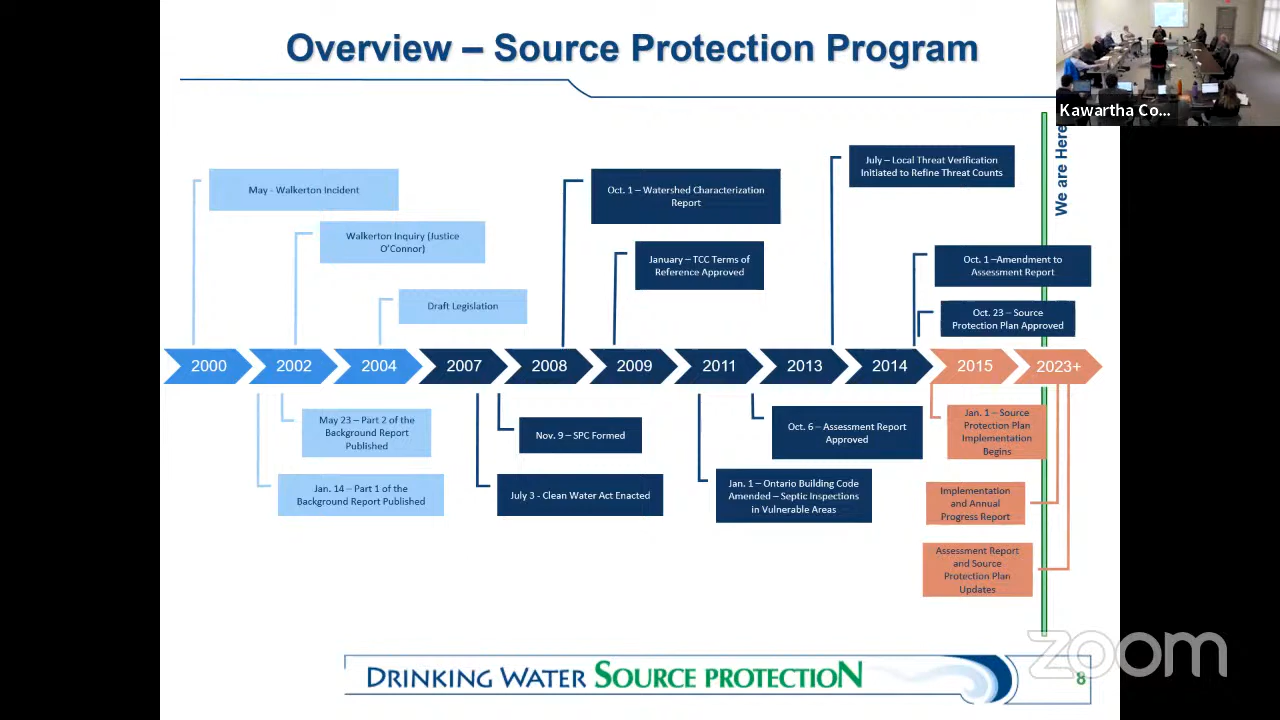 Overview – Source Protection Program
Kawartha Co...
We are Here
May - Walkerton Incident
Walkerton Inquiry (Justice
O'Connor)
Draft Legislation
Oct. 1 – Watershed Characterization
Report
January – TCC Terms of
Reference Approved
July – Local Threat Verification
Initiated to Refine Threat Counts
Oct. 1 –Amendment to
Assessment Report
Oct. 23 – Source
Protection Plan Approved
2000
2002
2004
2007
2008
2009
2011
2013
2014
2015
2023+
May 23 – Part 2 of the
Background Report
Published
Jan. 14 – Part 1 of the
Background Report Published
Nov. 9 – SPC Formed
July 3 - Clean Water Act Enacted
Oct. 6 – Assessment Report
Approved
Jan. 1 – Ontario Building Code
Amended – Septic Inspections
in Vulnerable Areas
Jan. 1 – Source
Protection Plan
Implementation
Begins
Implementation
and Annual
Progress Report
Assessment Report
and Source
Protection Plan
Updates
DRINKING WATER SOURCE PROTECTION
8
zoom